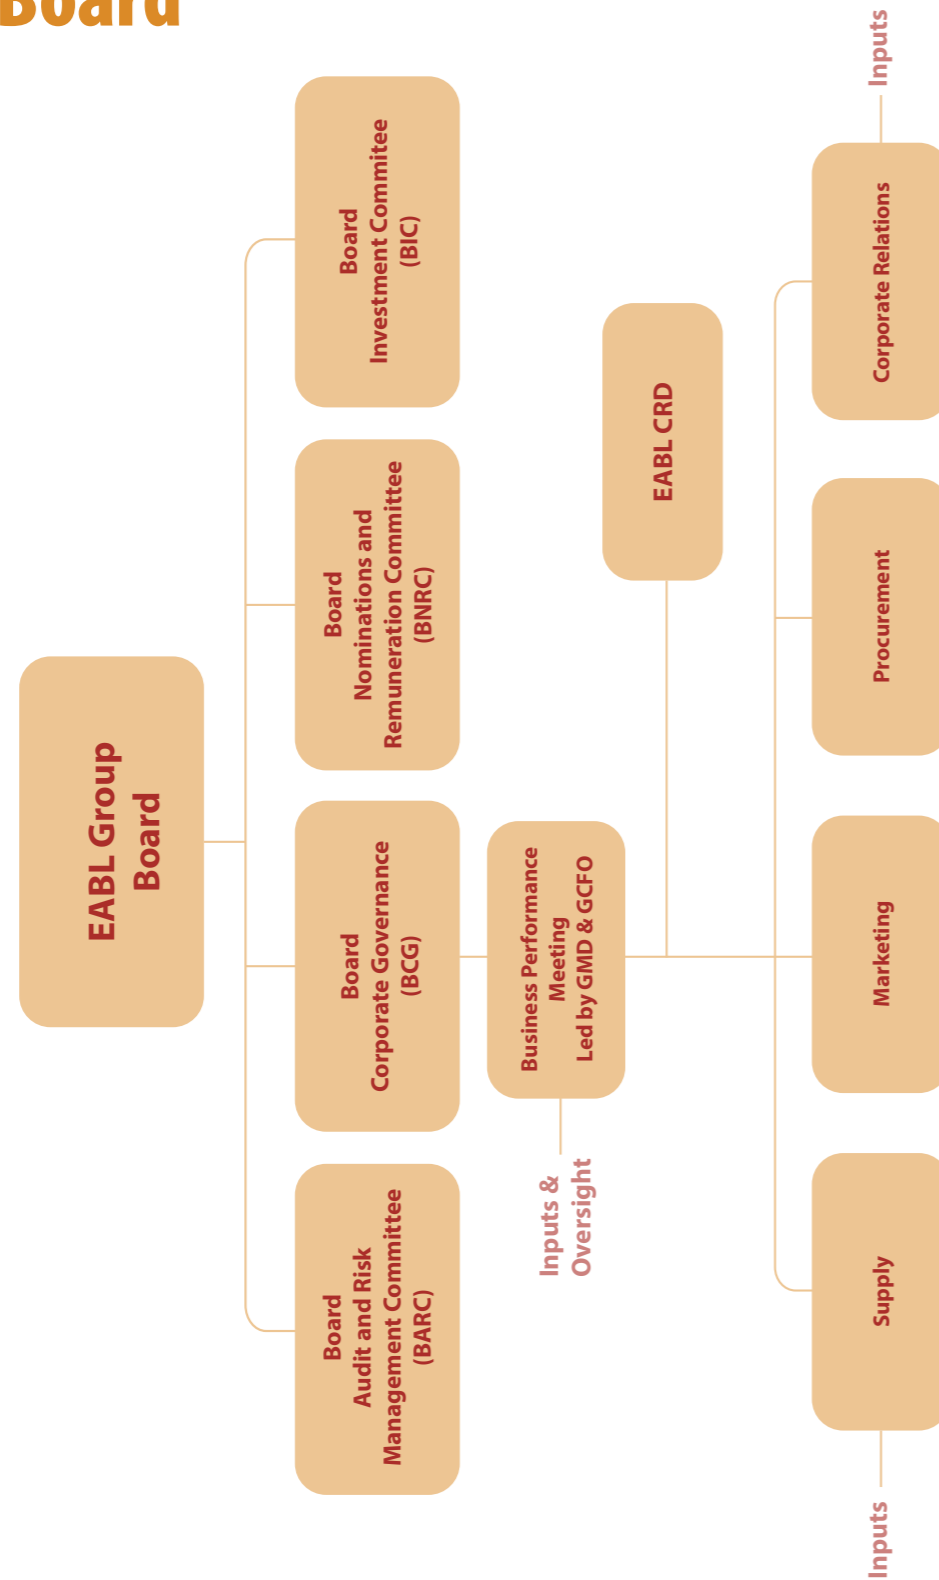 Board
EABL Group
Board
Board
Audit and Risk
Management Committee
(BARC)
Board
Corporate Governance
(BCG)
Board
Nominations and
Remuneration Committee
(BNRC)
Board
Investment Commitee
(BIC)
Inputs &
Oversight
Business Performance
Meeting
Led by GMD & GCFO
EABL CRD
Inputs
Supply
Marketing
Procurement
Corporate Relations
Inputs